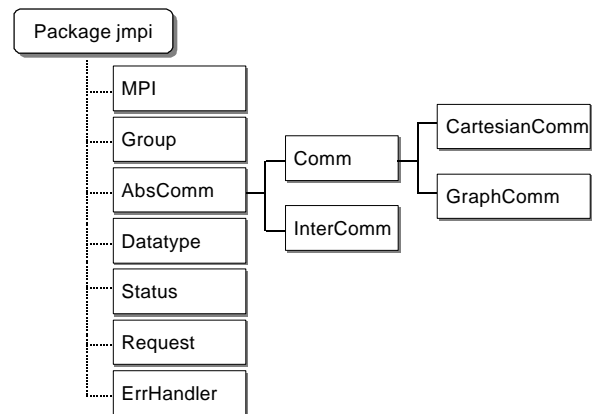 Package jmpi
MPI
Group
AbsComm
Datatype
Status
Request
ErrHandler
Comm
InterComm
CartesianComm
GraphComm